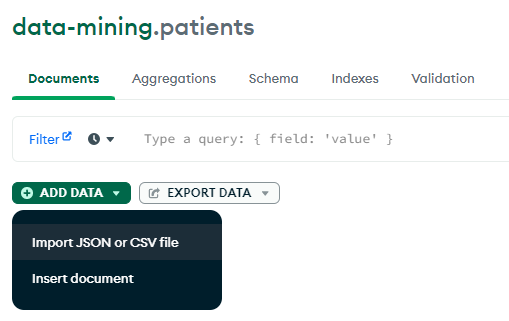 data-mining.patients
Documents Aggregations Schema Indexes Validation
Filter Type a query: { field: 'value' }
ADD DATA EXPORT DATA
Import JSON or CSV file
Insert document